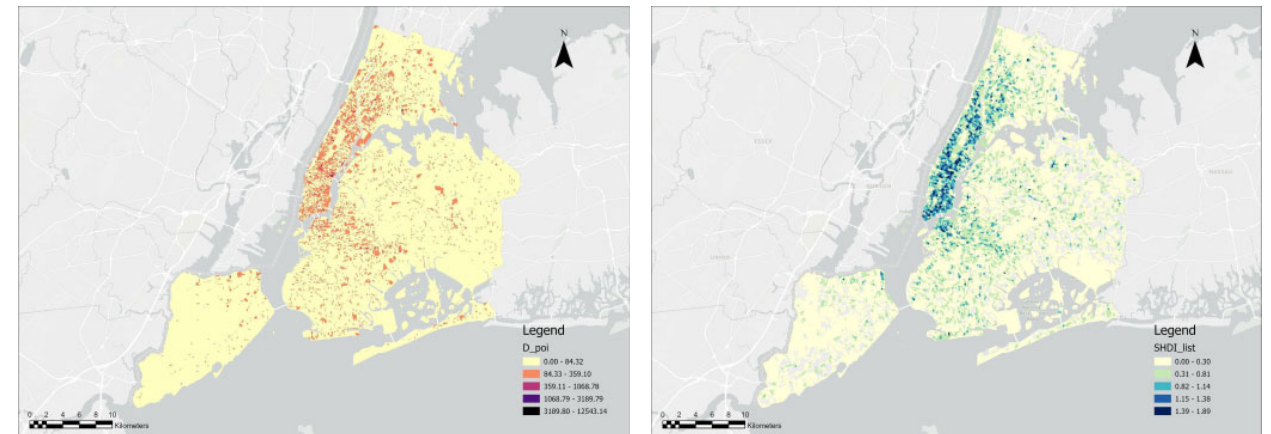 N
Legend
D_poi
0.00 - 84.32
84.33 - 359.10
359.11 - 1068.78
1068.79 - 3189.79
3189.80 - 12543.14
0 2 4 6 8 10
Kilometers
N
Legend
SHDI_list
0.00 - 0.30
0.31 - 0.81
0.82 - 1.14
1.15 - 1.38
1.39 - 1.89
0 2 4 6 8 10
Kilometers